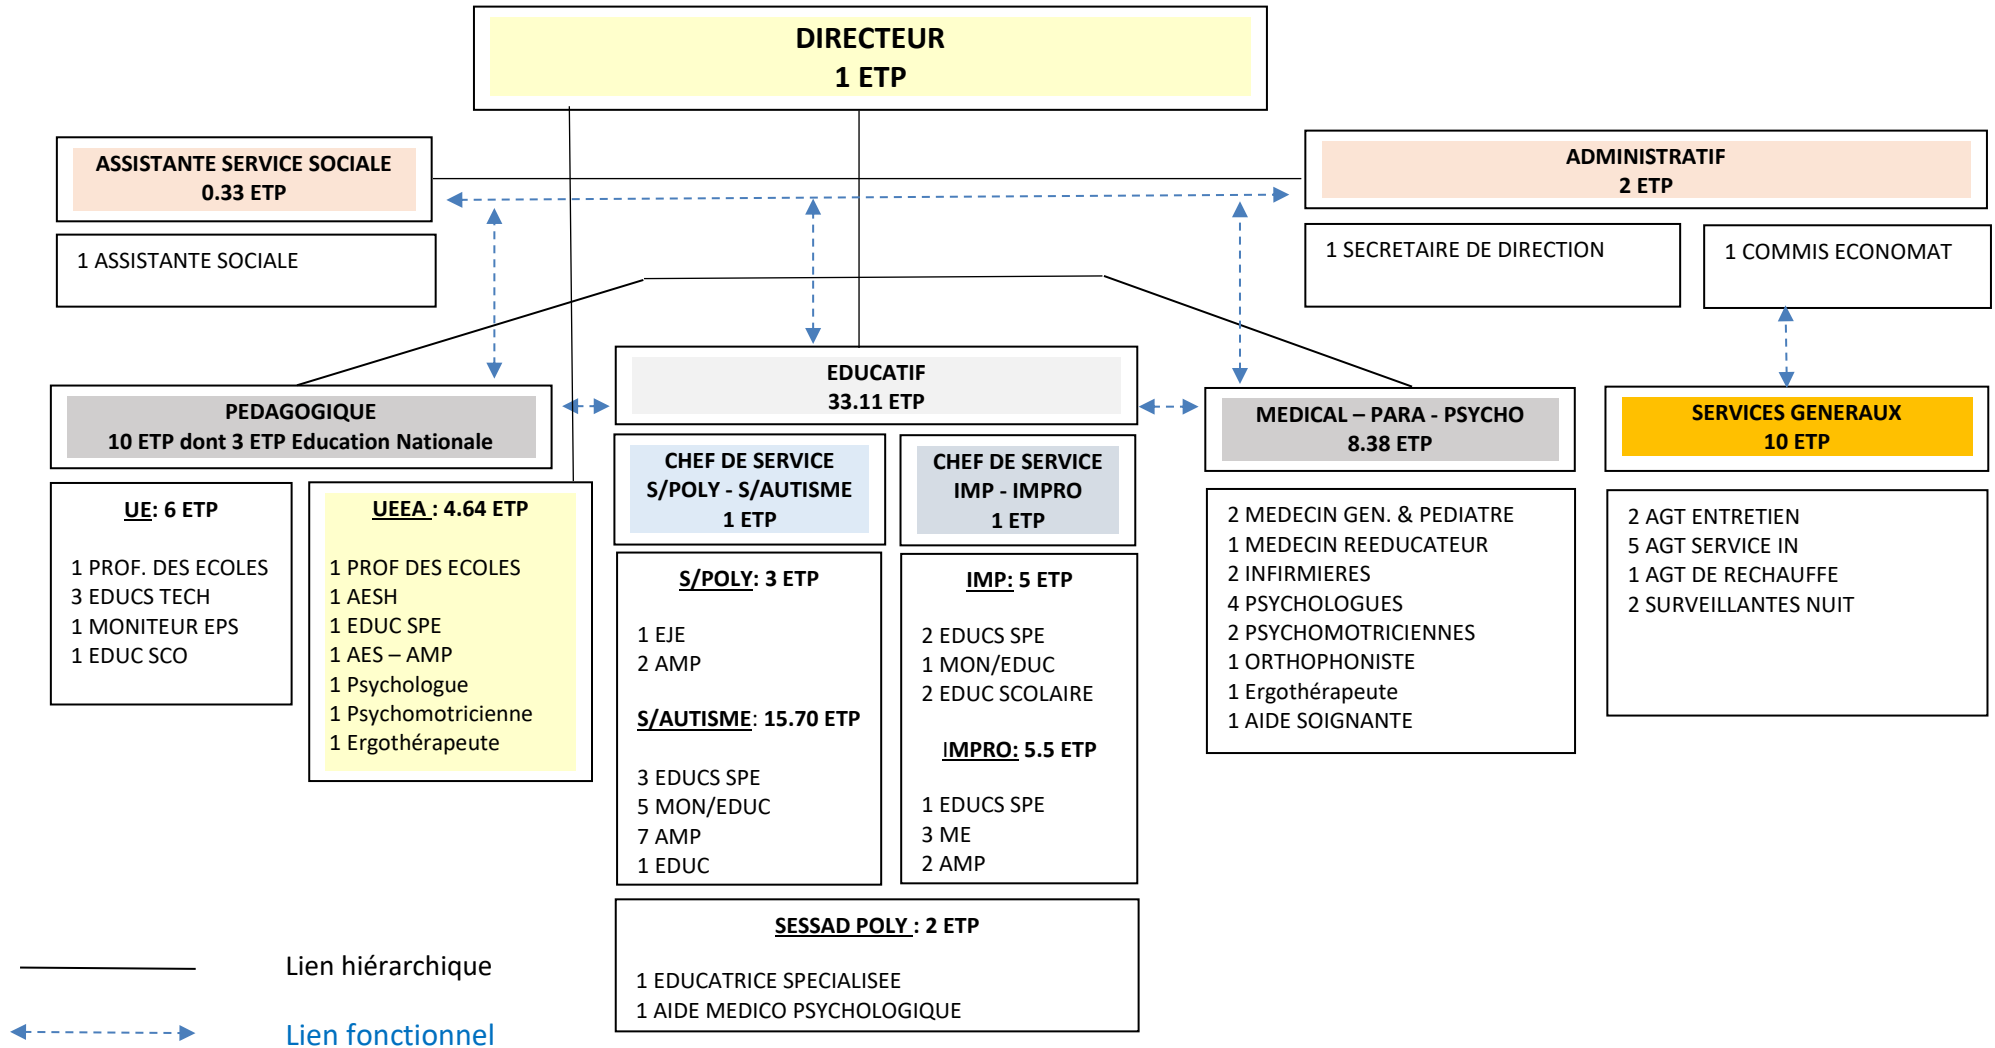 DIRECTEUR
1 ETP
ASSISTANTE SERVICE SOCIALE
0.33 ETP
ADMINISTRATIF
2 ETP
1 ASSISTANTE SOCIALE
1 SECRETAIRE DE DIRECTION
1 COMMIS ECONOMAT
PEDAGOGIQUE
10 ETP dont 3 ETP Education Nationale
EDUCATIF
33.11 ETP
MEDICAL – PARA - PSYCHO
8.38 ETP
SERVICES GENERAUX
10 ETP
UE: 6 ETP
1 PROF. DES ECOLES
3 EDUCS TECH
1 MONITEUR EPS
1 EDUC SCO
UEEA : 4.64 ETP
1 PROF DES ECOLES
1 AESH
1 EDUC SPE
1 AES – AMP
1 Psychologue
1 Psychomotricienne
1 Ergothérapeute
CHEF DE SERVICE
S/POLY - S/AUTISME
1 ETP
S/POLY: 3 ETP
1 EJE
2 AMP
S/AUTISME: 15.70 ETP
3 EDUCS SPE
5 MON/EDUC
7 AMP
1 EDUC
CHEF DE SERVICE
IMP - IMPRO
1 ETP
IMP: 5 ETP
2 EDUCS SPE
1 MON/EDUC
2 EDUC SCOLAIRE
IMPRO: 5.5 ETP
1 EDUCS SPE
3 ME
2 AMP
2 MEDECIN GEN. & PEDIATRE
1 MEDECIN REEDUCATEUR
2 INFIRMIERES
4 PSYCHOLOGUES
2 PSYCHOMOTRICIENNES
1 ORTHOPHONISTE
1 Ergothérapeute
1 AIDE SOIGNANTE
2 AGT ENTRETIEN
5 AGT SERVICE IN
1 AGT DE RECHAUFFE
2 SURVEILLANTES NUIT
SESSAD POLY : 2 ETP
1 EDUCATRICE SPECIALISEE
1 AIDE MEDICO PSYCHOLOGIQUE
Lien hiérarchique
Lien fonctionnel